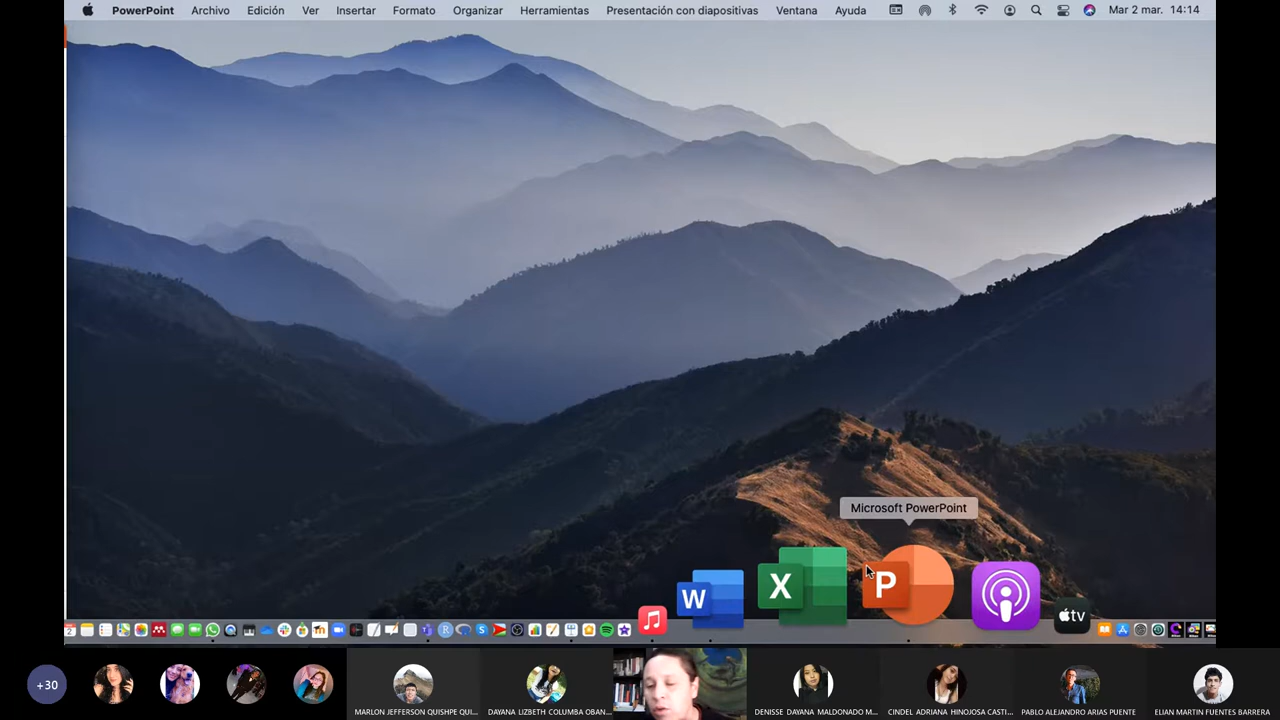 PowerPoint Archivo Edición Ver Insertar Formato Organizar Herramientas Presentación con diapositivas Ventana Ayuda Mar 2 mar. 14:14
Microsoft PowerPoint
W X P tv
+30
MARLON JEFFERSON QUISHPE QUI...
DAYANA LIZBETH COLUMBA OBAN...
DENISSE DAYANA MALDONADO M...
CINDEL ADRIANA HINOJOSA CASTI...
PABLO ALEJANDRO ARIAS PUENTE
ELIAN MARTIN FUENTES BARRERA